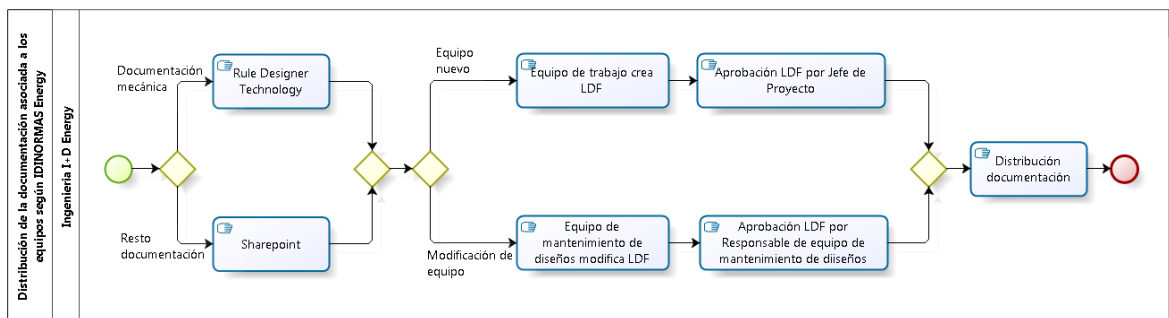 Distribución de la documentación asociada a los
equipos según IDINORMAS Energy
Ingenieria I+D Energy
Documentación
mecánica
Rule Designer
Technology
Resto
documentación
Sharepoint
Equipo
nuevo
Equipo de trabajo crea
LDF
Aprobación LDF por Jefe de
Proyecto
Modificación de
equipo
Equipo de
mantenimiento de
diseños modifica LDF
Aprobación LDF por
Responsable de equipo de
mantenimiento de diiseños
Distribución
documentación